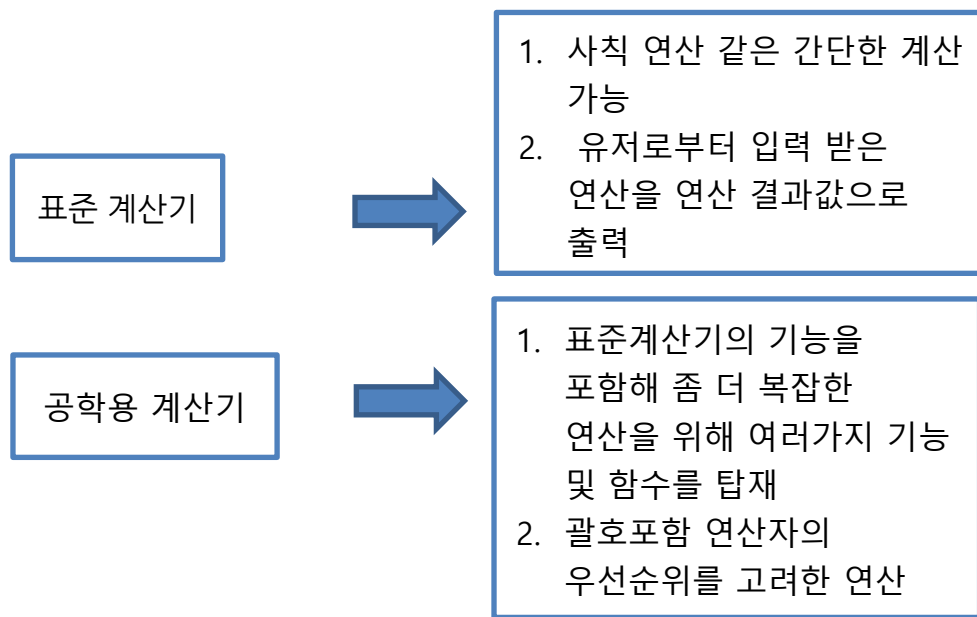 표준 계산기
1. 사칙 연산 같은 간단한 계산
가능
2. 유저로부터 입력 받은
연산을 연산 결과값으로
출력
공학용 계산기
1. 표준계산기의 기능을
포함해 좀 더 복잡한
연산을 위해 여러가지 기능
및 함수를 탑재
2. 괄호포함 연산자의
우선순위를 고려한 연산